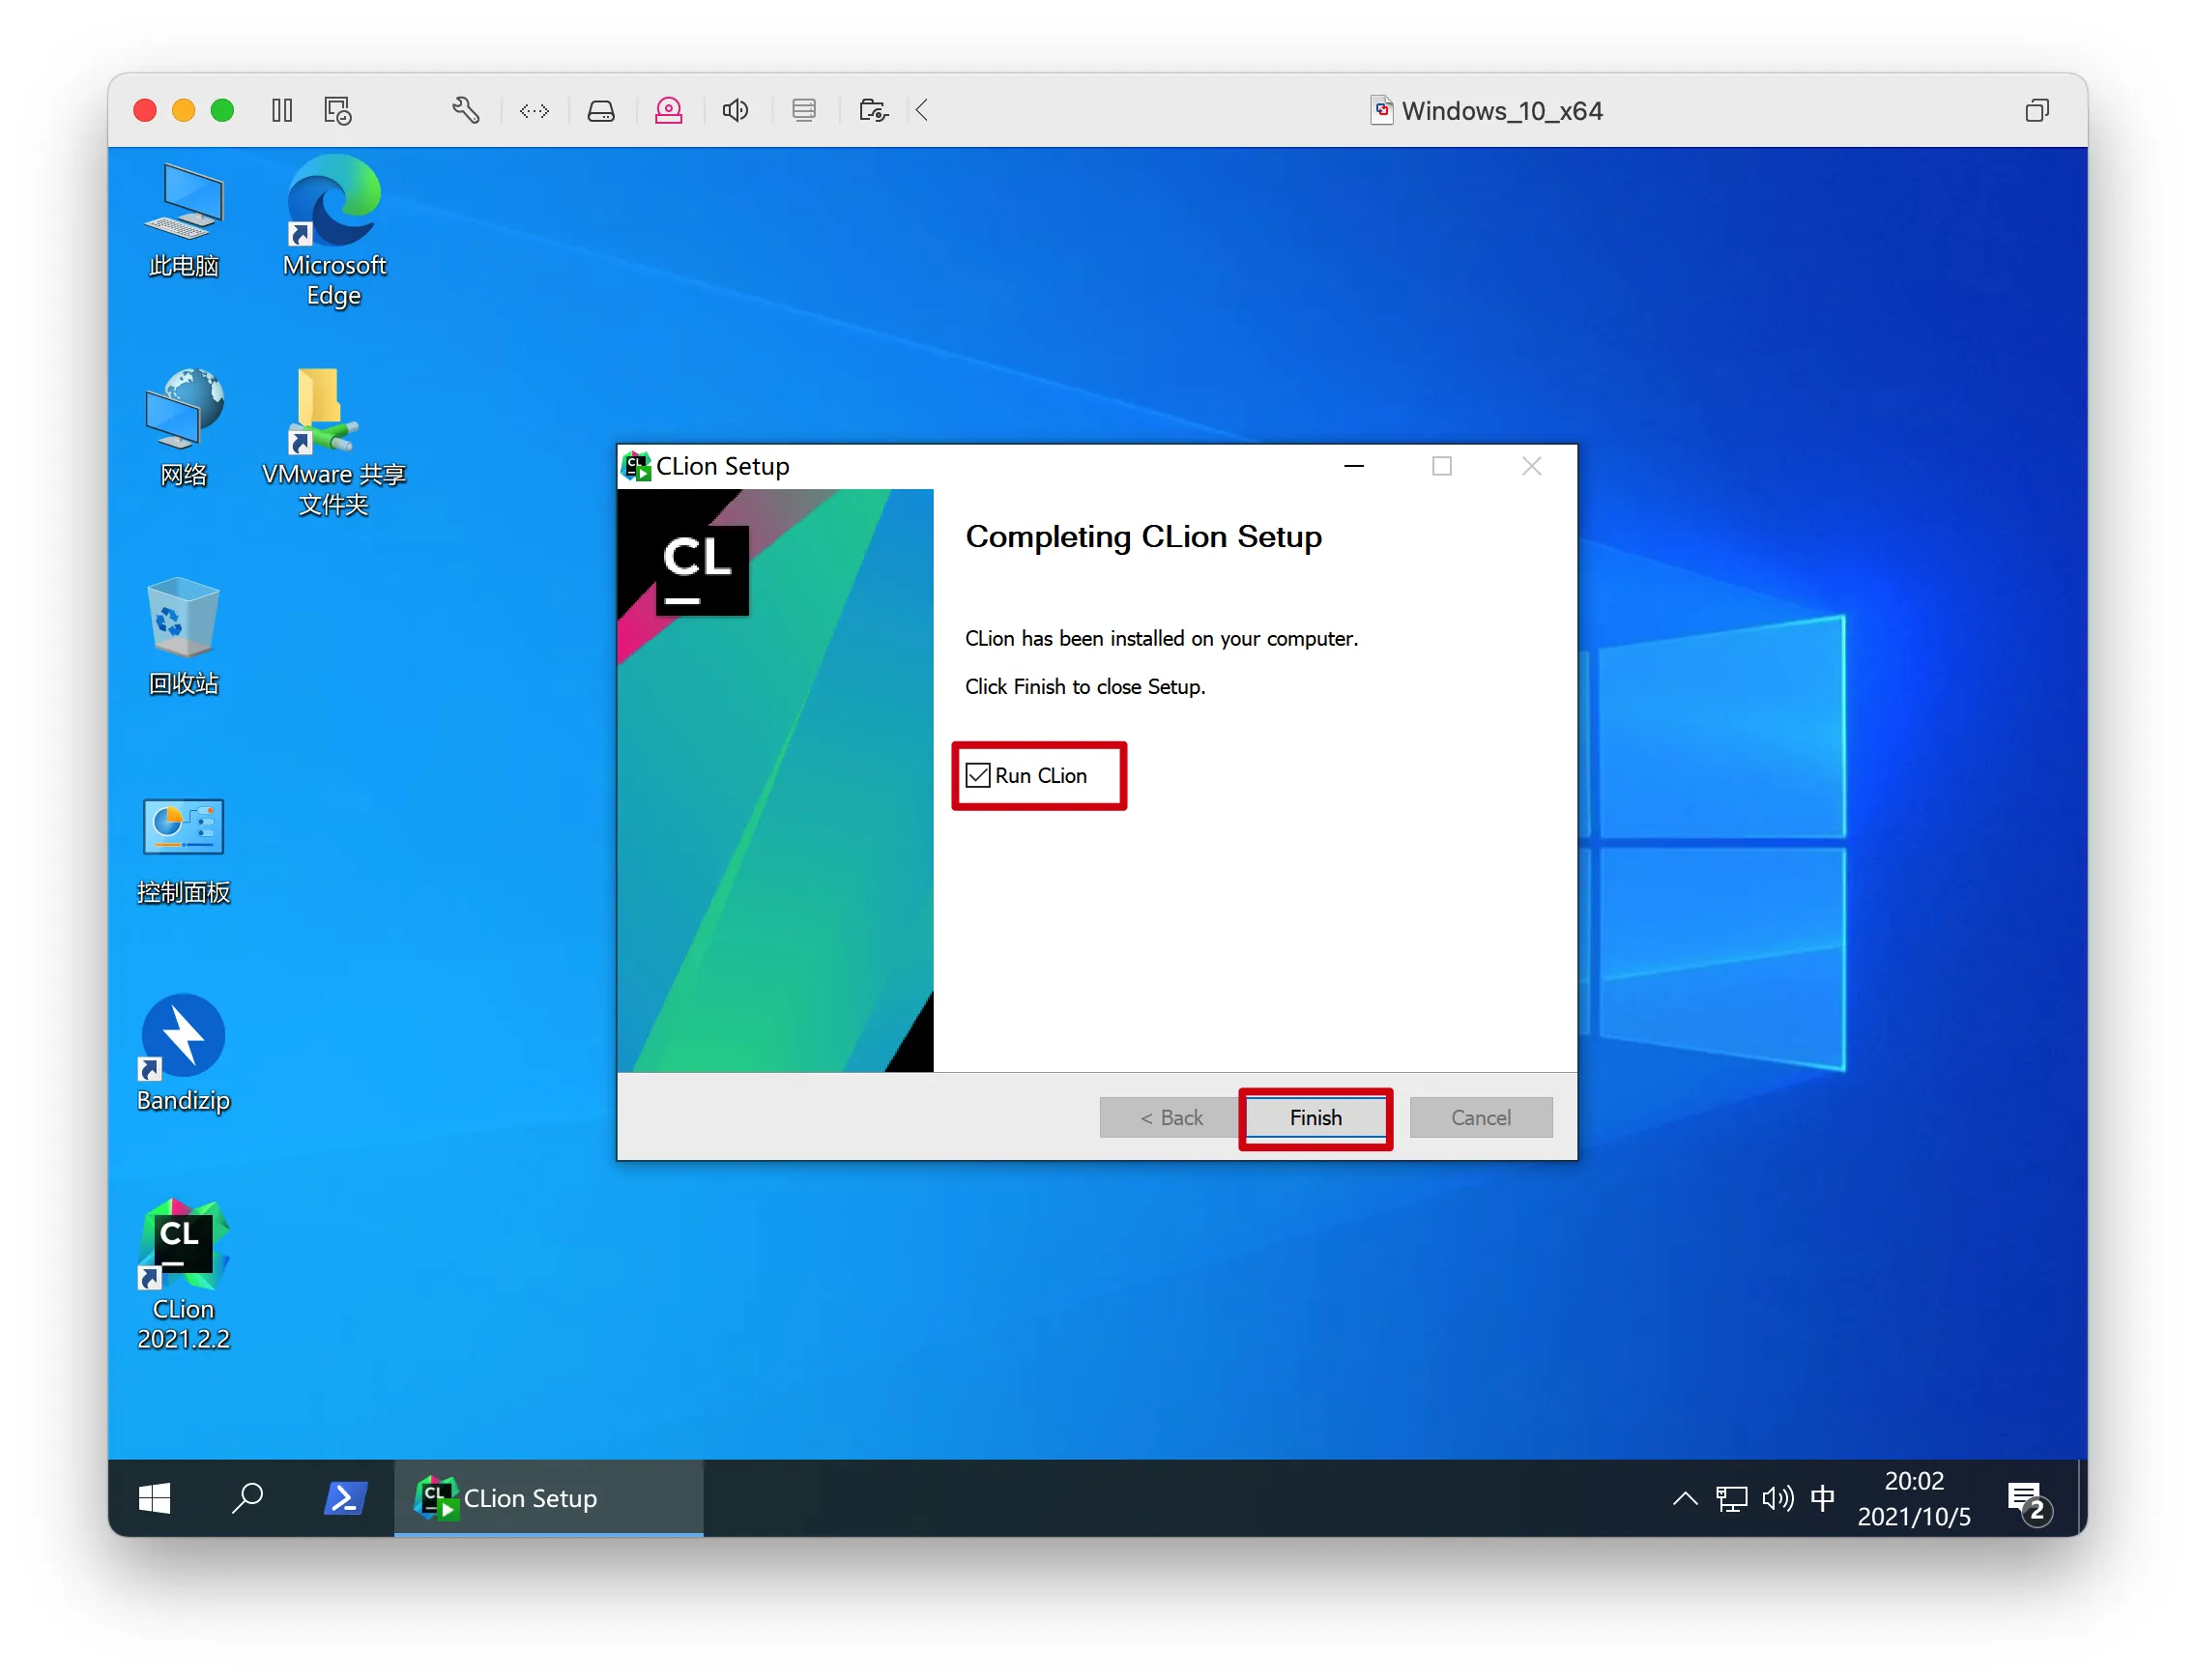 Windows_10_x64
此电脑
Microsoft
Edge
网络
VMware 共享
文件夹
回收站
控制面板
Bandizip
CL
CLion
2021.2.2
CL
CLion Setup
CL
Completing CLion Setup
CLion has been installed on your computer.
Click Finish to close Setup.
Run CLion
< Back
Finish
Cancel
CL
CLion Setup
中
20:02
2021/10/5
2